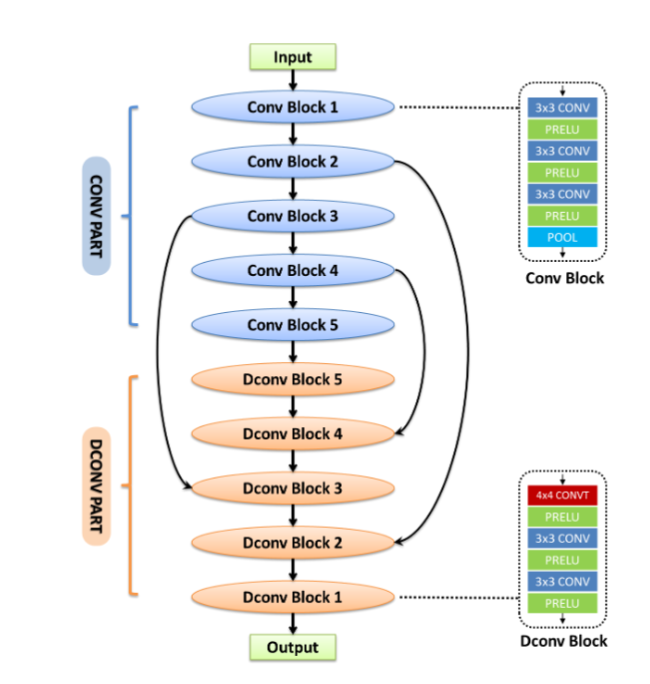 Input
Conv Block 1
Conv Block 2
Conv Block 3
Conv Block 4
Conv Block 5
Dconv Block 5
Dconv Block 4
Dconv Block 3
Dconv Block 2
Dconv Block 1
Output
CONV PART
DCONV PART
3x3 CONV
PRELU
3x3 CONV
PRELU
3x3 CONV
PRELU
POOL
Conv Block
4x4 CONVT
PRELU
3x3 CONV
PRELU
3x3 CONV
PRELU
Dconv Block